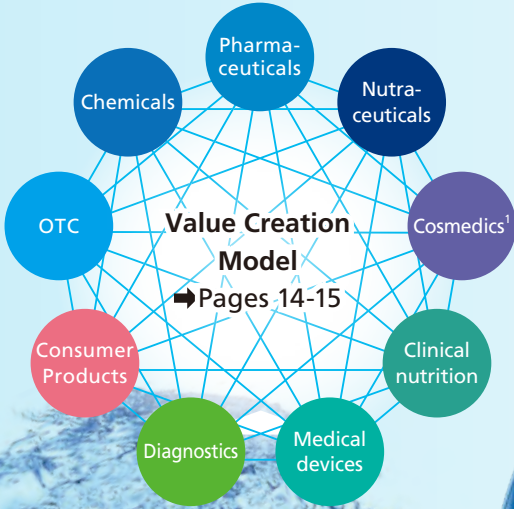 Pharma-
ceuticals
Chemicals
Nutra-
ceuticals
OTC
Value Creation
Model
➡Pages 14-15
Cosmedics¹
Consumer
Products
Clinical
nutrition
Diagnostics
Medical
devices